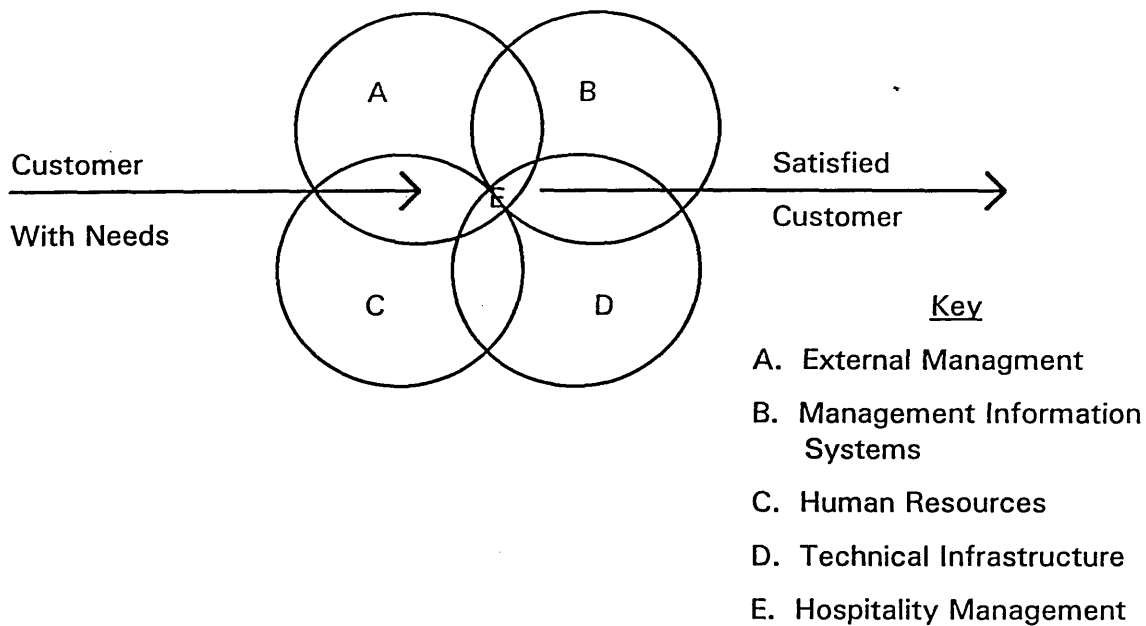 A
B
Customer
With Needs
E
Satisfied
Customer
C
D
Key
A. External Managment
B. Management Information
Systems
C. Human Resources
D. Technical Infrastructure
E. Hospitality Management